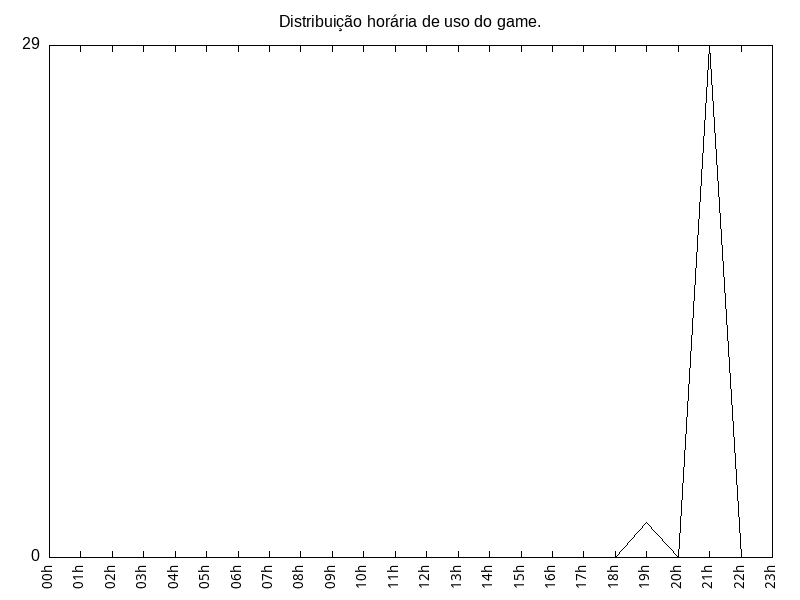 Distribuição horária de uso do game.
29
0
00h
01h
02h
03h
04h
05h
06h
07h
08h
09h
10h
11h
12h
13h
14h
15h
16h
17h
18h
19h
20h
21h
22h
23h